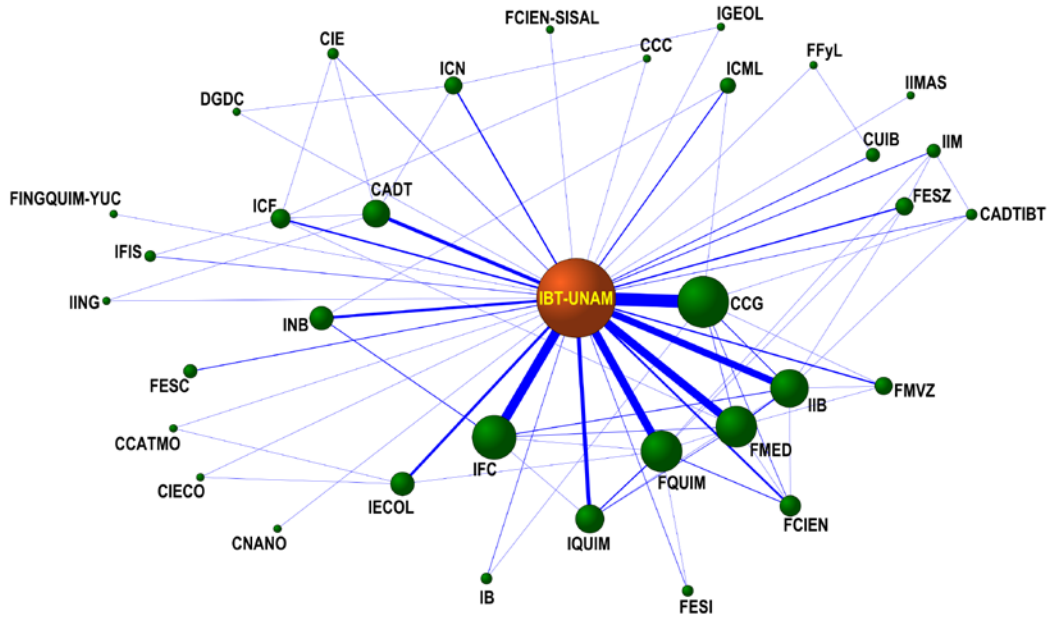 FCIEN-SISAL
IGEOL
CIE
CCC
FFyL
ICN
ICML
IIMAS
DGDC
CUIB
IIM
CADT
FESZ
FINGQUIM-YUC
ICF
CADTIBT
IFIS
IBT-UNAM
IING
CCG
INB
FESC
FMVZ
IIB
CCATMO
FMED
IFC
FQUIM
CIECO
IECOL
FCIEN
CNANO
IQUIM
IB
FESI